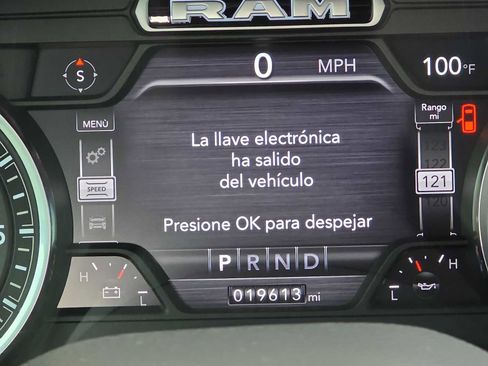 RAM
S
0 MPH
100°F
MENÙ
Rango
mi
La llave electrónica
ha salido
del vehículo
123
122
SPEED
121
120
Presione OK para despejar
P R N D
H
L
019613 mi
H
L